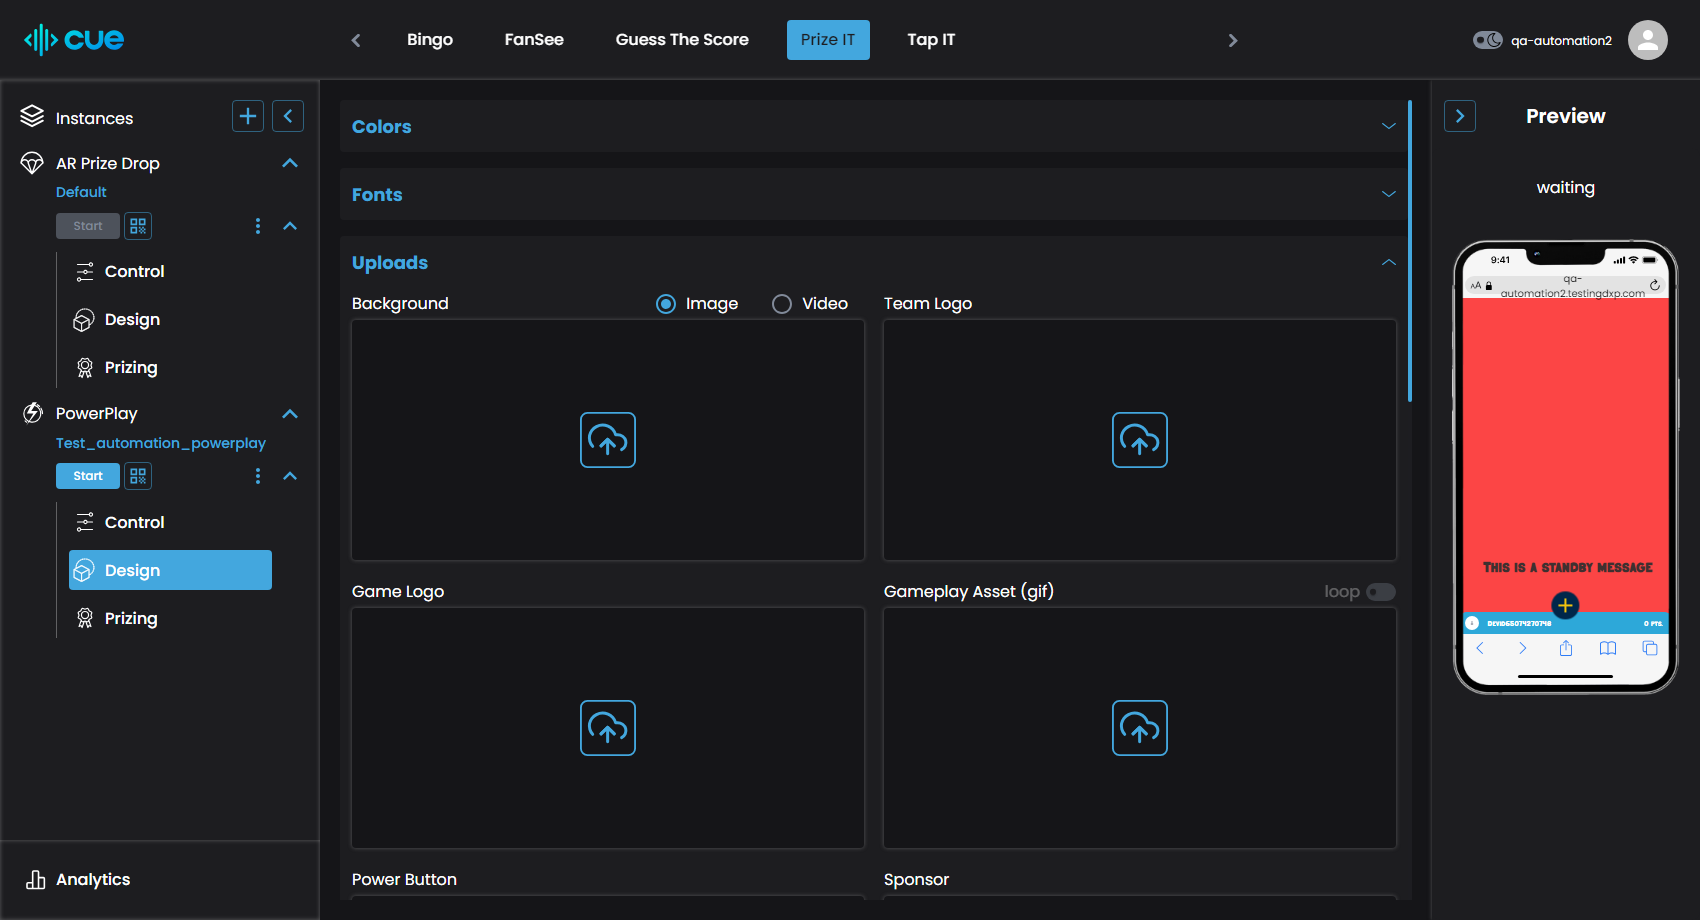 cue
Bingo
FanSee
Guess The Score
Prize IT
Tap IT
qa-automation2
Instances
AR Prize Drop
Default
Start
Control
Design
Prizing
PowerPlay
Test_automation_powerplay
Start
Control
Design
Prizing
Analytics
Colors
Fonts
Uploads
Background
Image
Video
Team Logo
Game Logo
Gameplay Asset (gif)
loop
Power Button
Sponsor
Preview
waiting
9:41
AA
qa-
automation2.testingdxp.com
This is a standby message
0 PTS.